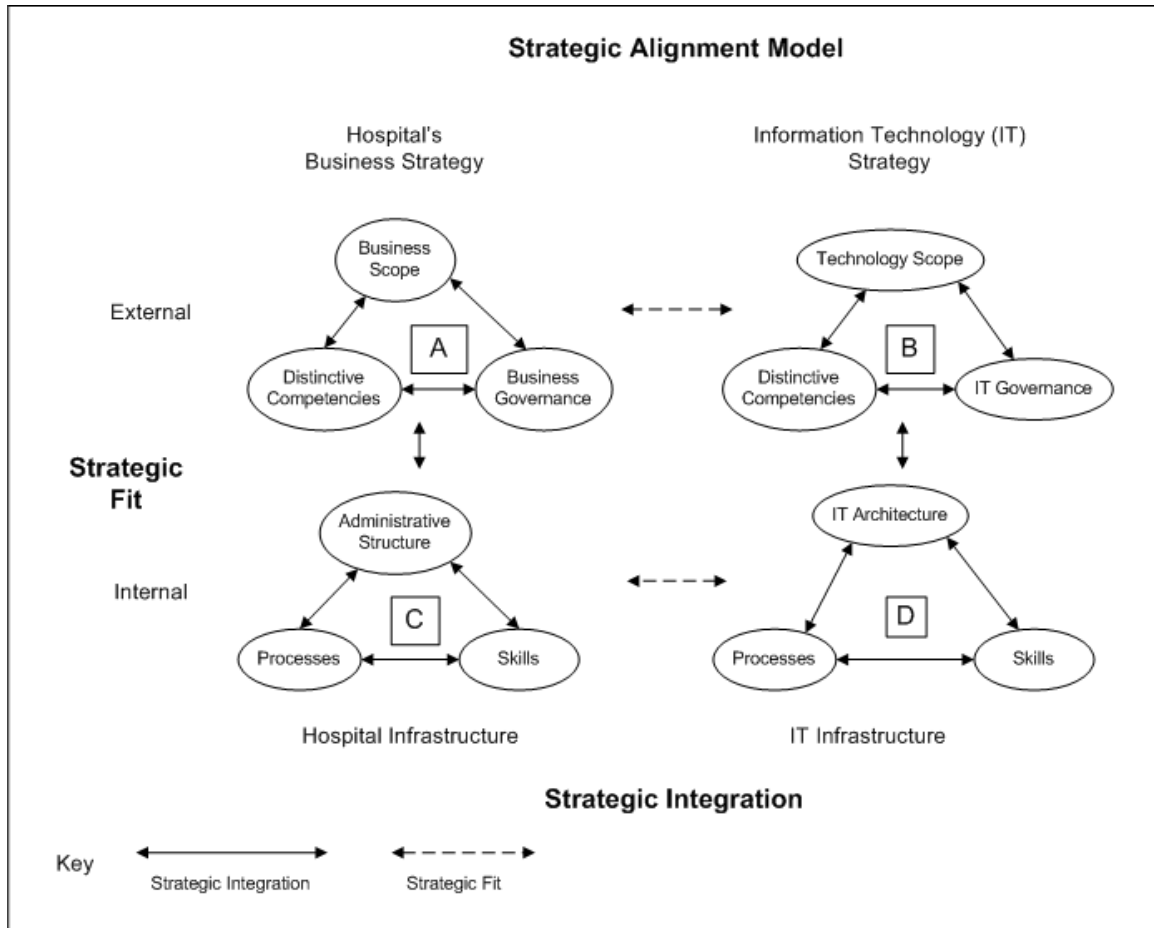 Strategic Alignment Model
Hospital's
Business Strategy
Information Technology (IT)
Strategy
Business
Scope
Technology Scope
External
A
B
Distinctive
Competencies
Business
Governance
Distinctive
Competencies
IT Governance
Strategic
Fit
Administrative
Structure
IT Architecture
Internal
C
D
Processes
Skills
Processes
Skills
Hospital Infrastructure
IT Infrastructure
Strategic Integration
Key
Strategic Integration
Strategic Fit